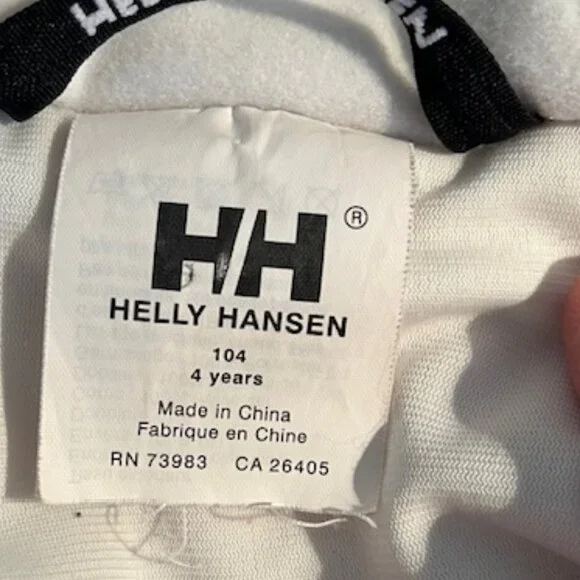 HH®
HELLY HANSEN
104
4 years
Made in China
Fabrique en Chine
RN 73983 CA 26405